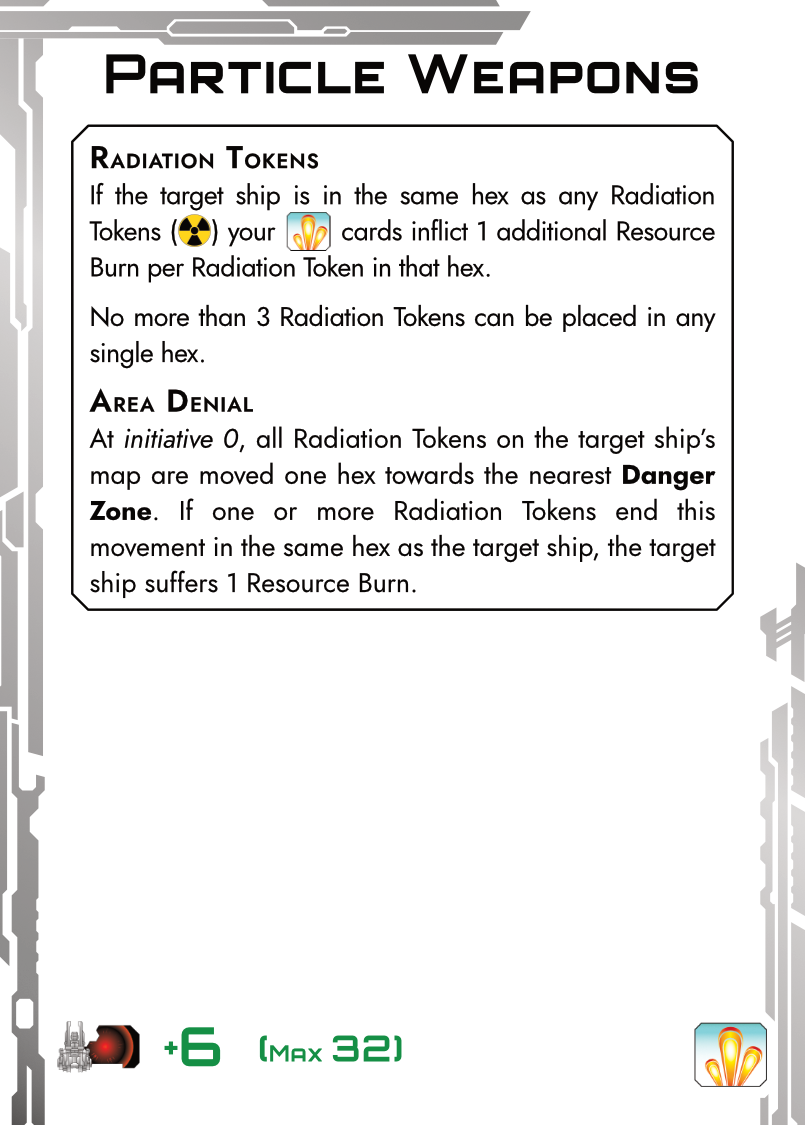 Particle Weapons
Radiation Tokens
If the target ship is in the same hex as any Radiation
Tokens (☢) your cards inflict 1 additional Resource
Burn per Radiation Token in that hex.
No more than 3 Radiation Tokens can be placed in any
single hex.
Area Denial
At initiative 0, all Radiation Tokens on the target ship's
map are moved one hex towards the nearest Danger
Zone. If one or more Radiation Tokens end this
movement in the same hex as the target ship, the target
ship suffers 1 Resource Burn.
+6 (Max 32)